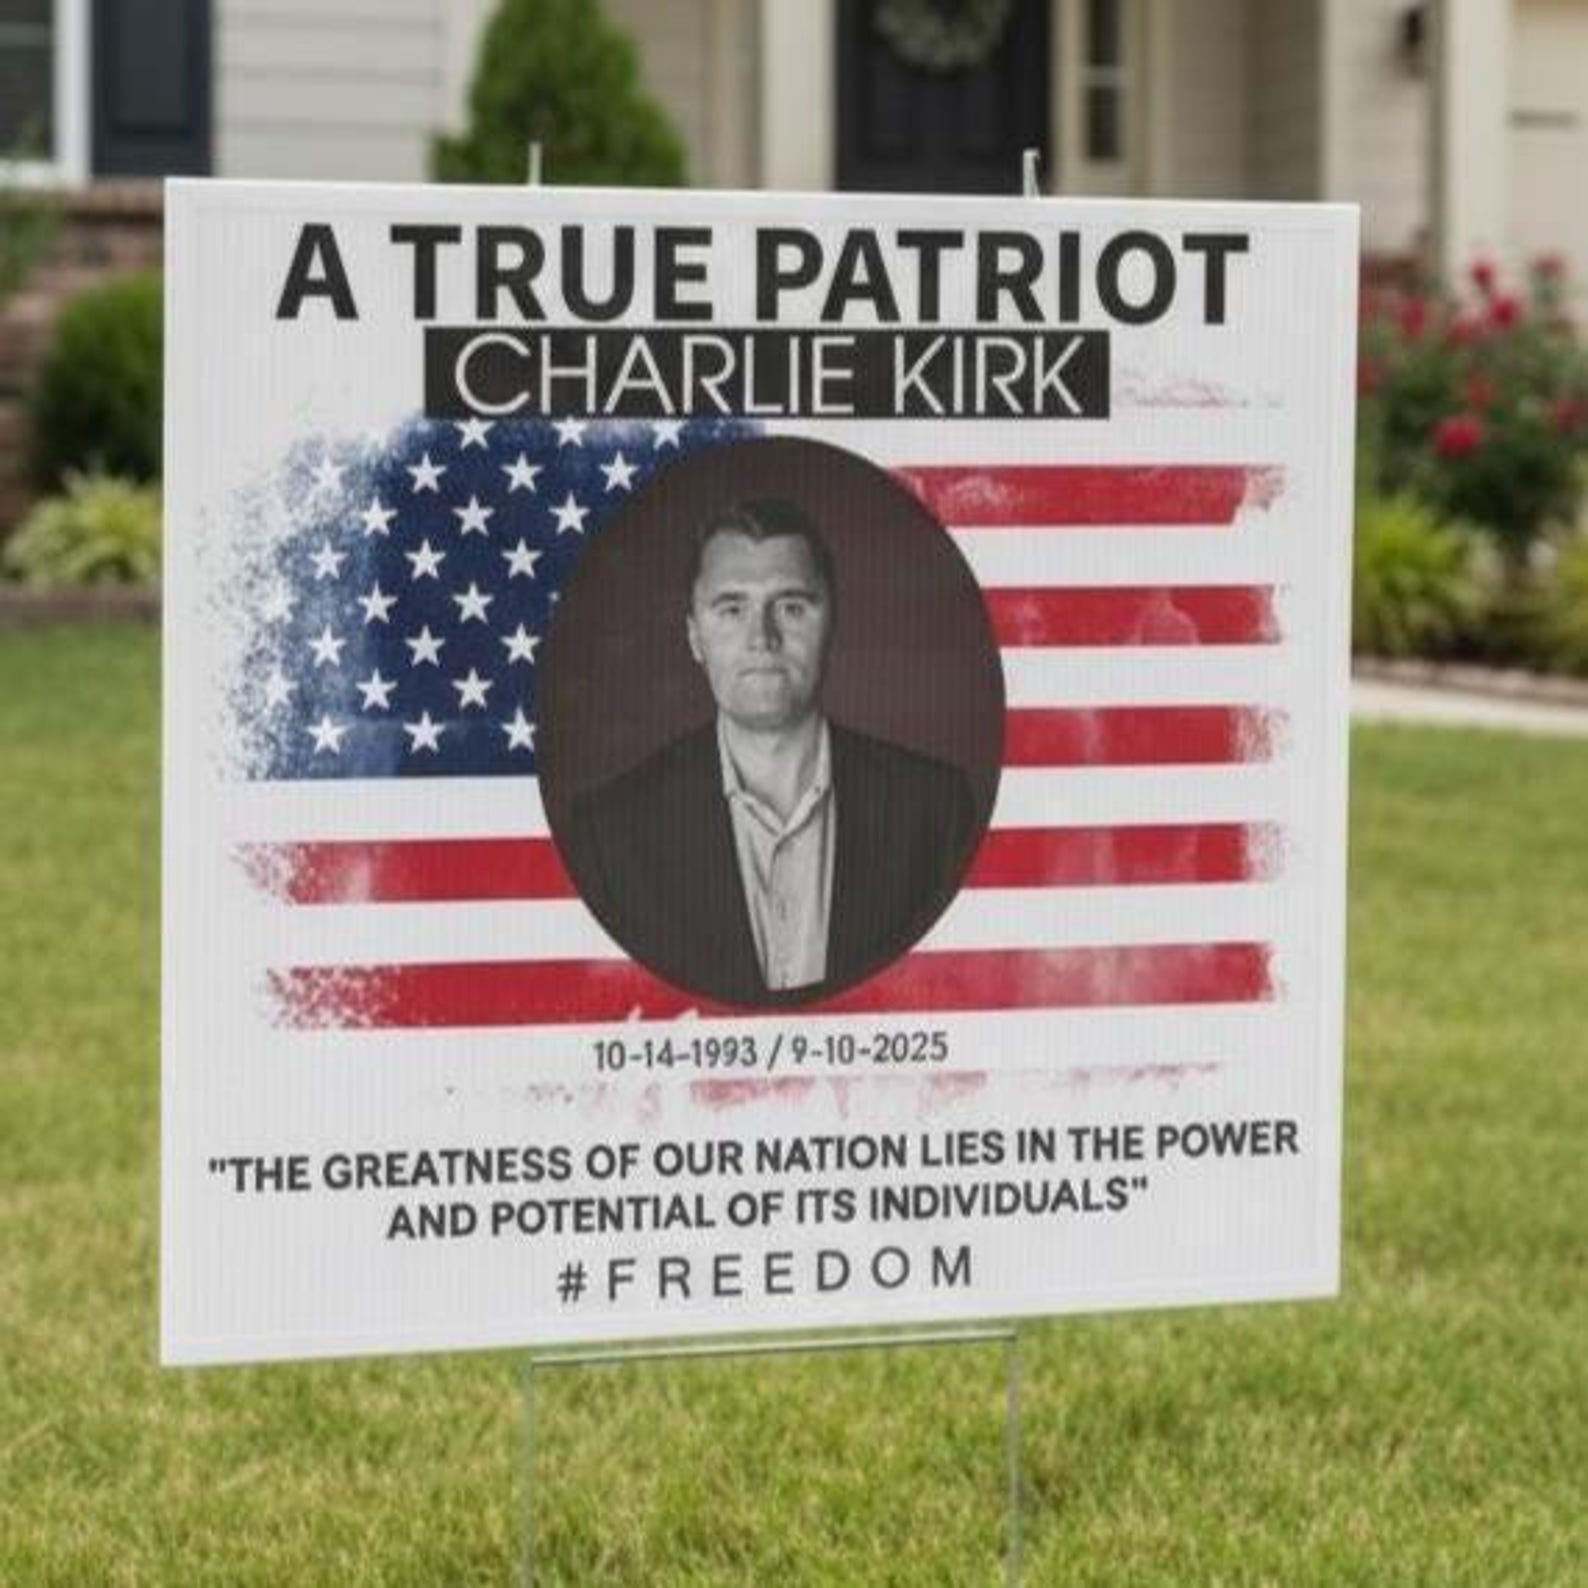 A TRUE PATRIOT
CHARLIE KIRK
10-14-1993 / 9-10-2025
"THE GREATNESS OF OUR NATION LIES IN THE POWER
AND POTENTIAL OF ITS INDIVIDUALS"
#FREEDOM